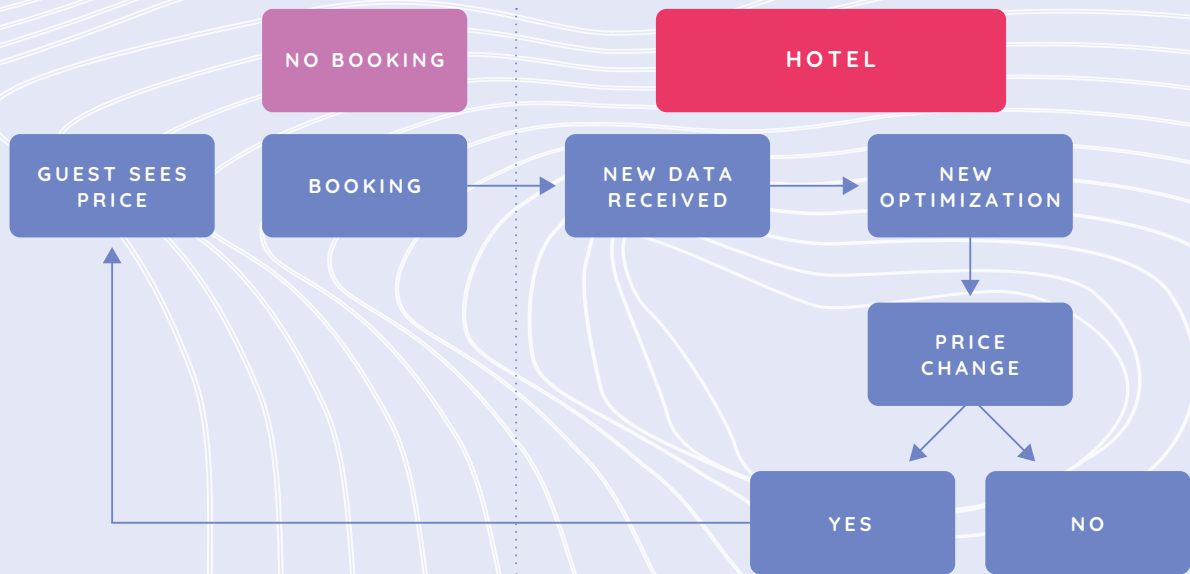 NO BOOKING
HOTEL
GUEST SEES
PRICE
BOOKING
NEW DATA
RECEIVED
NEW
OPTIMIZATION
PRICE
CHANGE
YES
NO